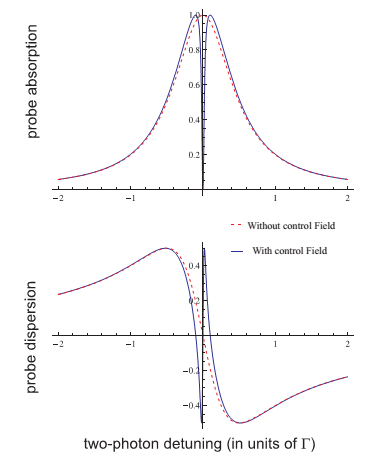 probe absorption
1.0
0.8
0.6
0.4
0.2
-2 -1 1 2
Without control Field
With control Field
probe dispersion
0.4
0.2
-2 -1 1 2
-0.2
-0.4
two-photon detuning (in units of Γ)